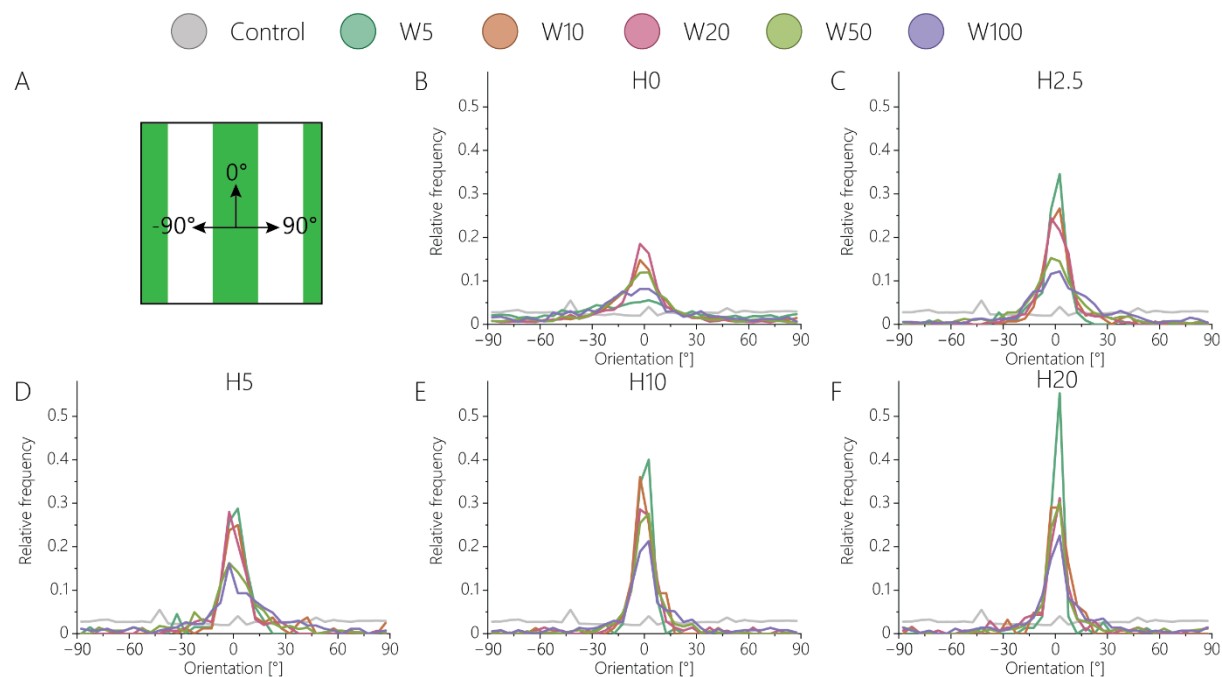 Control W5 W10 W20 W50 W100
A
0°
-90° 90°
B H0
Relative frequency
0.5
0.4
0.3
0.2
0.1
0
−90 −60 −30 0 30 60 90
Orientation [°]
C H2.5
Relative frequency
0.5
0.4
0.3
0.2
0.1
0
−90 −60 −30 0 30 60 90
Orientation [°]
D H5
Relative frequency
0.5
0.4
0.3
0.2
0.1
0
−90 −60 −30 0 30 60 90
Orientation [°]
E H10
Relative frequency
0.5
0.4
0.3
0.2
0.1
0
−90 −60 −30 0 30 60 90
Orientation [°]
F H20
Relative frequency
0.5
0.4
0.3
0.2
0.1
0
−90 −60 −30 0 30 60 90
Orientation [°]